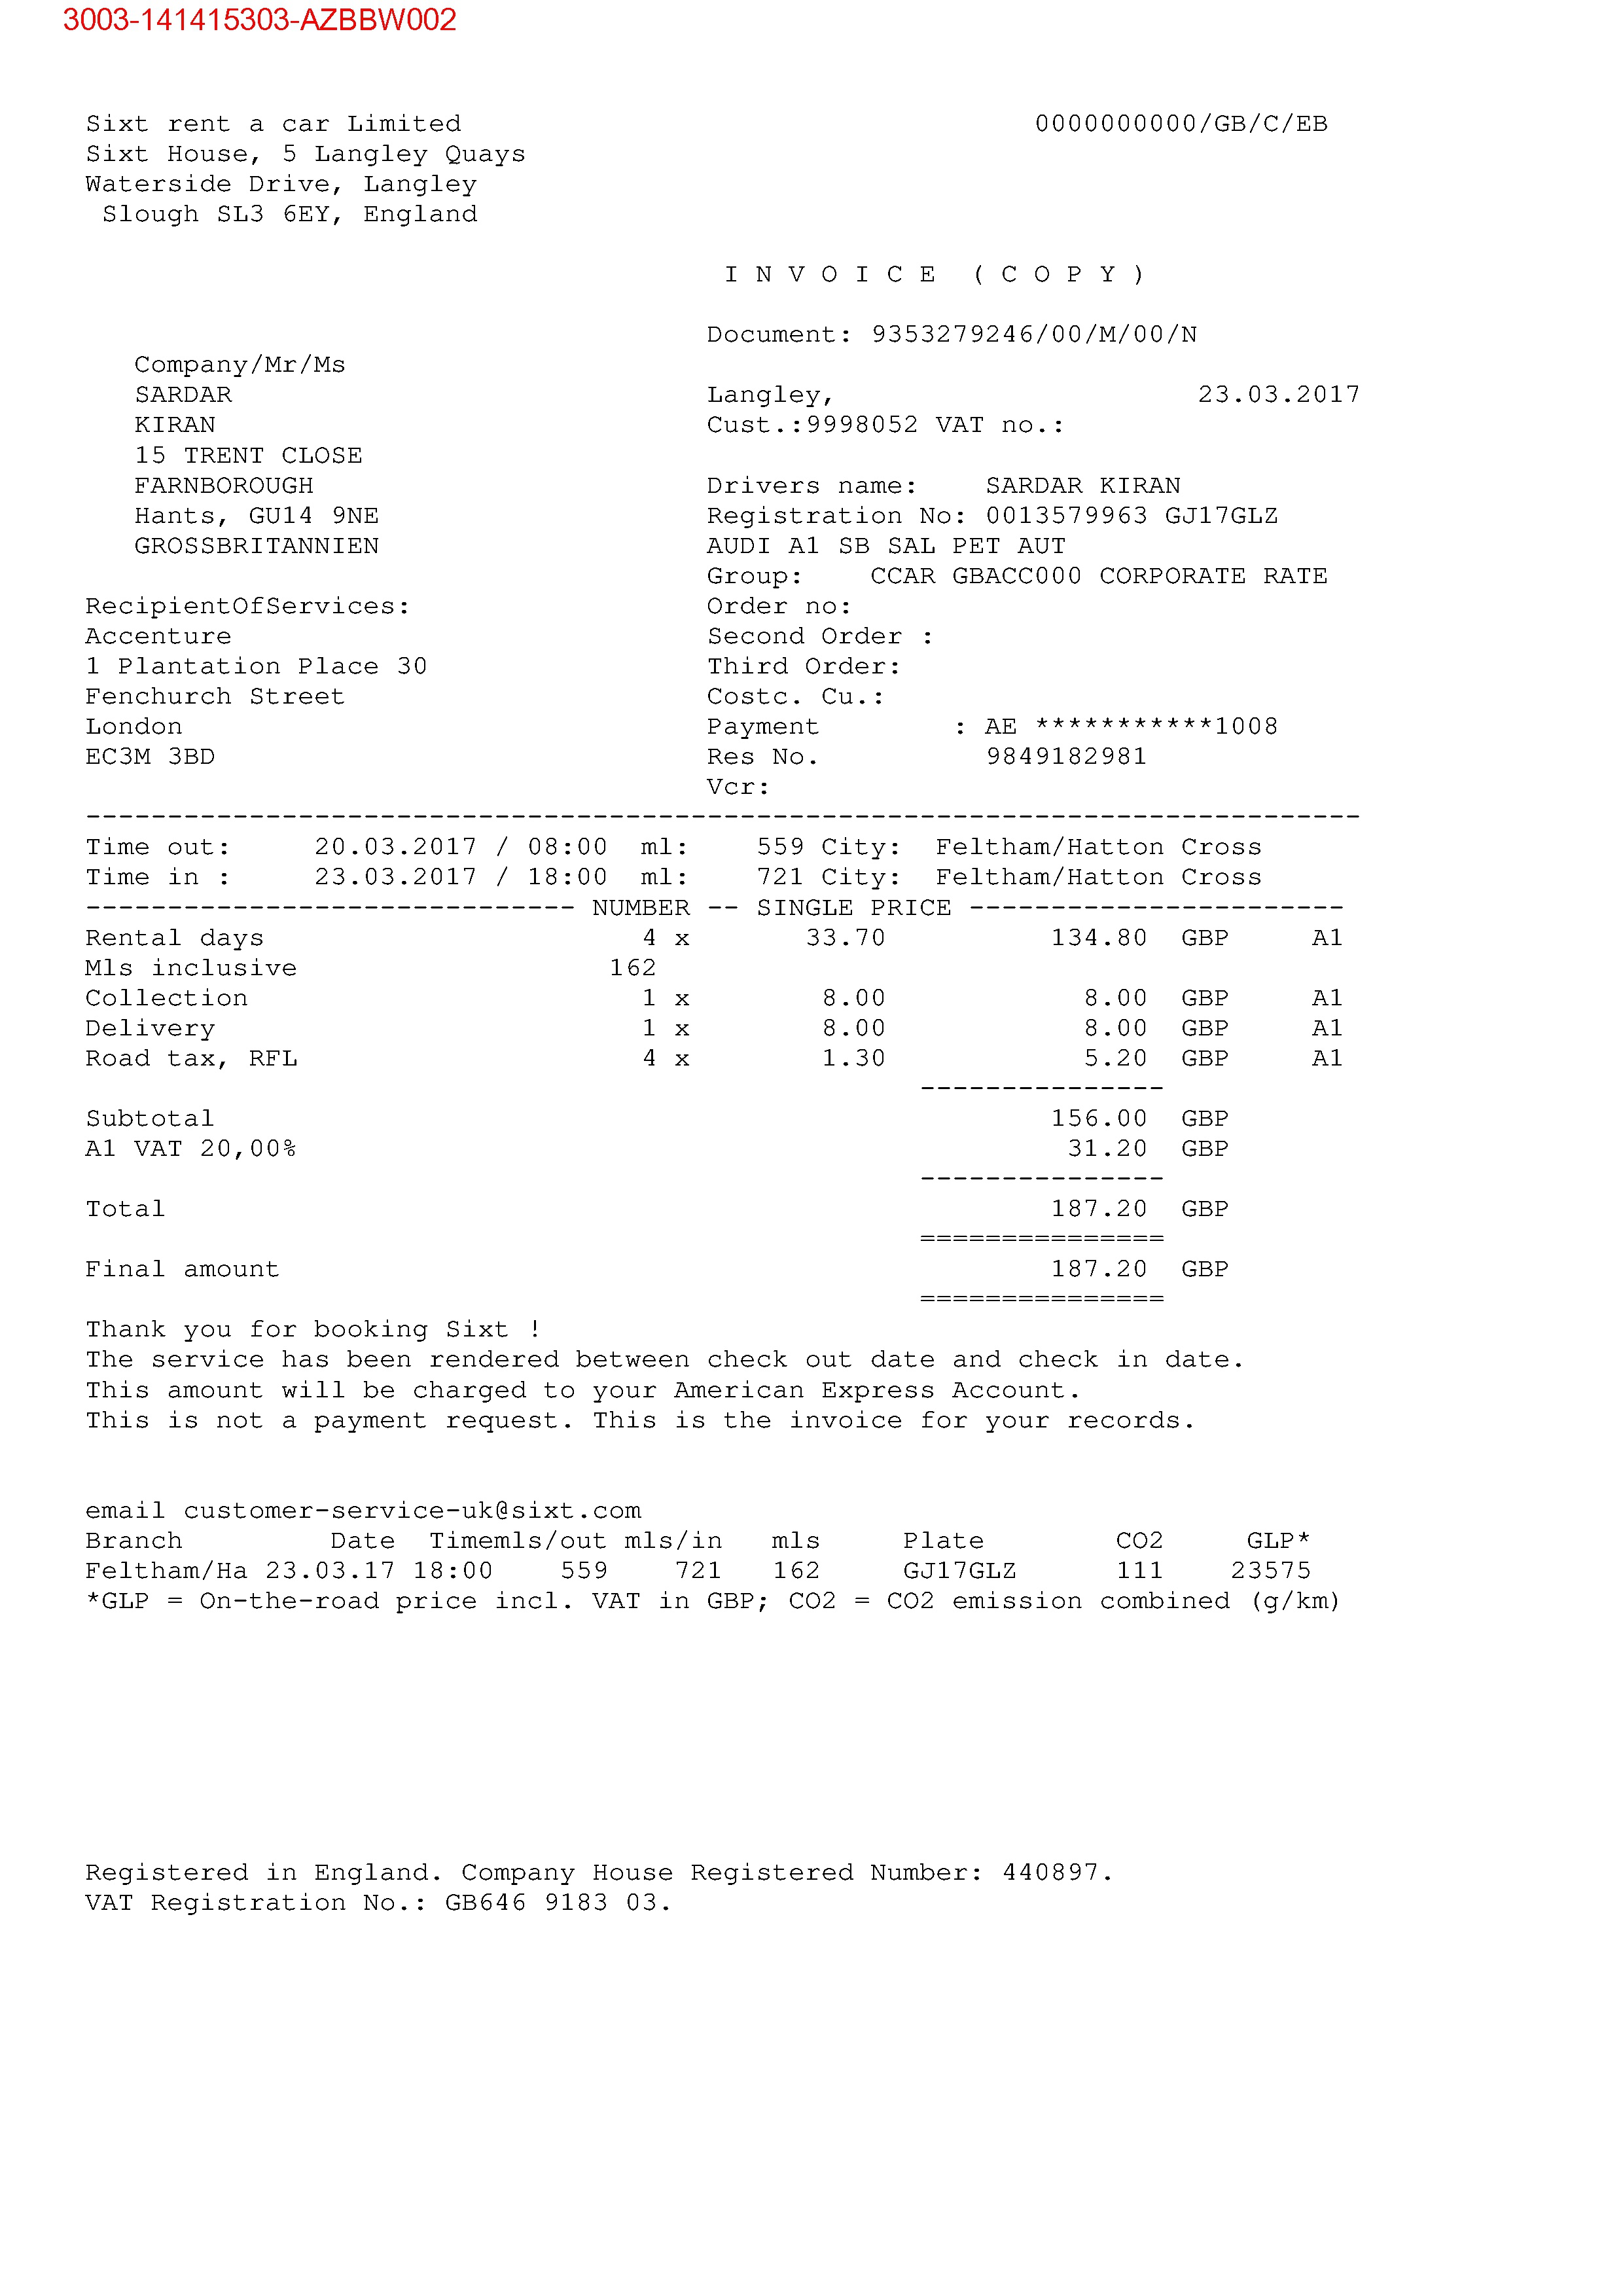 3003-141415303-AZBBW002
Sixt rent a car Limited 0000000000/GB/C/EB
Sixt House, 5 Langley Quays
Waterside Drive, Langley
Slough SL3 6EY, England
I N V O I C E ( C O P Y )
Document: 9353279246/00/M/00/N
Company/Mr/Ms
SARDAR Langley, 23.03.2017
KIRAN Cust.:9998052 VAT no.:
15 TRENT CLOSE
FARNBOROUGH Drivers name: SARDAR KIRAN
Hants, GU14 9NE Registration No: 0013579963 GJ17GLZ
GROSSBRITANNIEN AUDI A1 SB SAL PET AUT
Group: CCAR GBACC000 CORPORATE RATE
RecipientOfServices: Order no:
Accenture Second Order :
1 Plantation Place 30 Third Order:
Fenchurch Street Costc. Cu.:
London Payment : AE ***********1008
EC3M 3BD Res No. 9849182981
Vcr:
------------------------------------------------------------------------------
Time out: 20.03.2017 / 08:00 ml: 559 City: Feltham/Hatton Cross
Time in : 23.03.2017 / 18:00 ml: 721 City: Feltham/Hatton Cross
------------------------------ NUMBER -- SINGLE PRICE -----------------------
Rental days 4 x 33.70 134.80 GBP A1
Mls inclusive 162
Collection 1 x 8.00 8.00 GBP A1
Delivery 1 x 8.00 8.00 GBP A1
Road tax, RFL 4 x 1.30 5.20 GBP A1
---------------
Subtotal 156.00 GBP
A1 VAT 20,00% 31.20 GBP
---------------
Total 187.20 GBP
===============
Final amount 187.20 GBP
===============
Thank you for booking Sixt !
The service has been rendered between check out date and check in date.
This amount will be charged to your American Express Account.
This is not a payment request. This is the invoice for your records.
email customer-service-uk@sixt.com
Branch Date Timemls/out mls/in mls Plate CO2 GLP*
Feltham/Ha 23.03.17 18:00 559 721 162 GJ17GLZ 111 23575
*GLP = On-the-road price incl. VAT in GBP; CO2 = CO2 emission combined (g/km)
Registered in England. Company House Registered Number: 440897.
VAT Registration No.: GB646 9183 03.